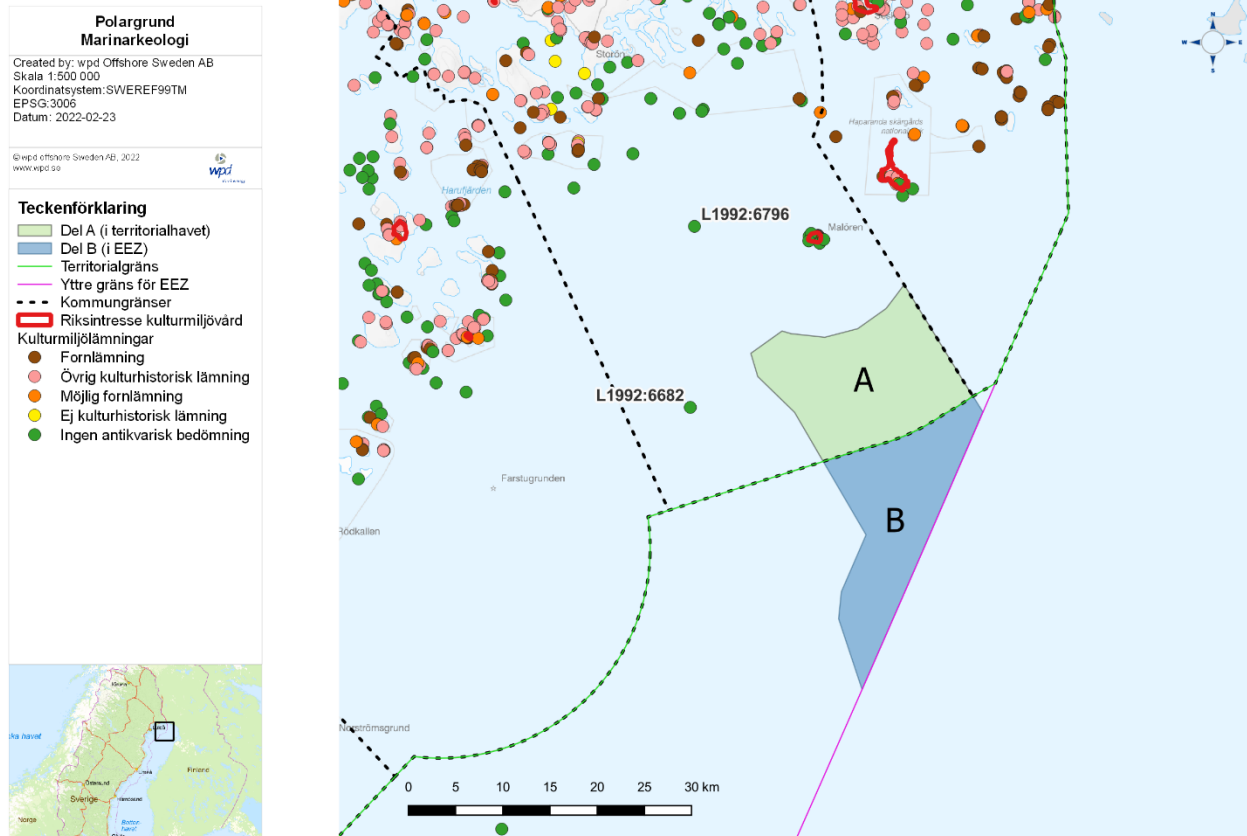 Polargrund
Marinarkeologi
Created by: wpd Offshore Sweden AB
Skala 1:500 000
Koordinatsystem:SWEREF99TM
EPSG:3006
Datum: 2022-02-23
©wpd offshore Sweden AB, 2022
www.wpd.se
wpd
Teckenförklaring
Del A (i territorialhavet)
Del B (i EEZ)
Territorialgräns
Yttre gräns för EEZ
Kommungränser
Riksintresse kulturmiljövård
Kulturmiljölämningar
Fornlämning
Övrig kulturhistorisk lämning
Möjlig fornlämning
Ej kulturhistorisk lämning
Ingen antikvarisk bedömning
Storön
Haparanda skärgårds
national
Harufjärden
L1992:6796
Malören
A
L1992:6682
Farstugrunden
B
Rödkallen
Norströmsgrund
0 5 10 15 20 25 30 km
N
W E
S
Finland
Sverige
Norge